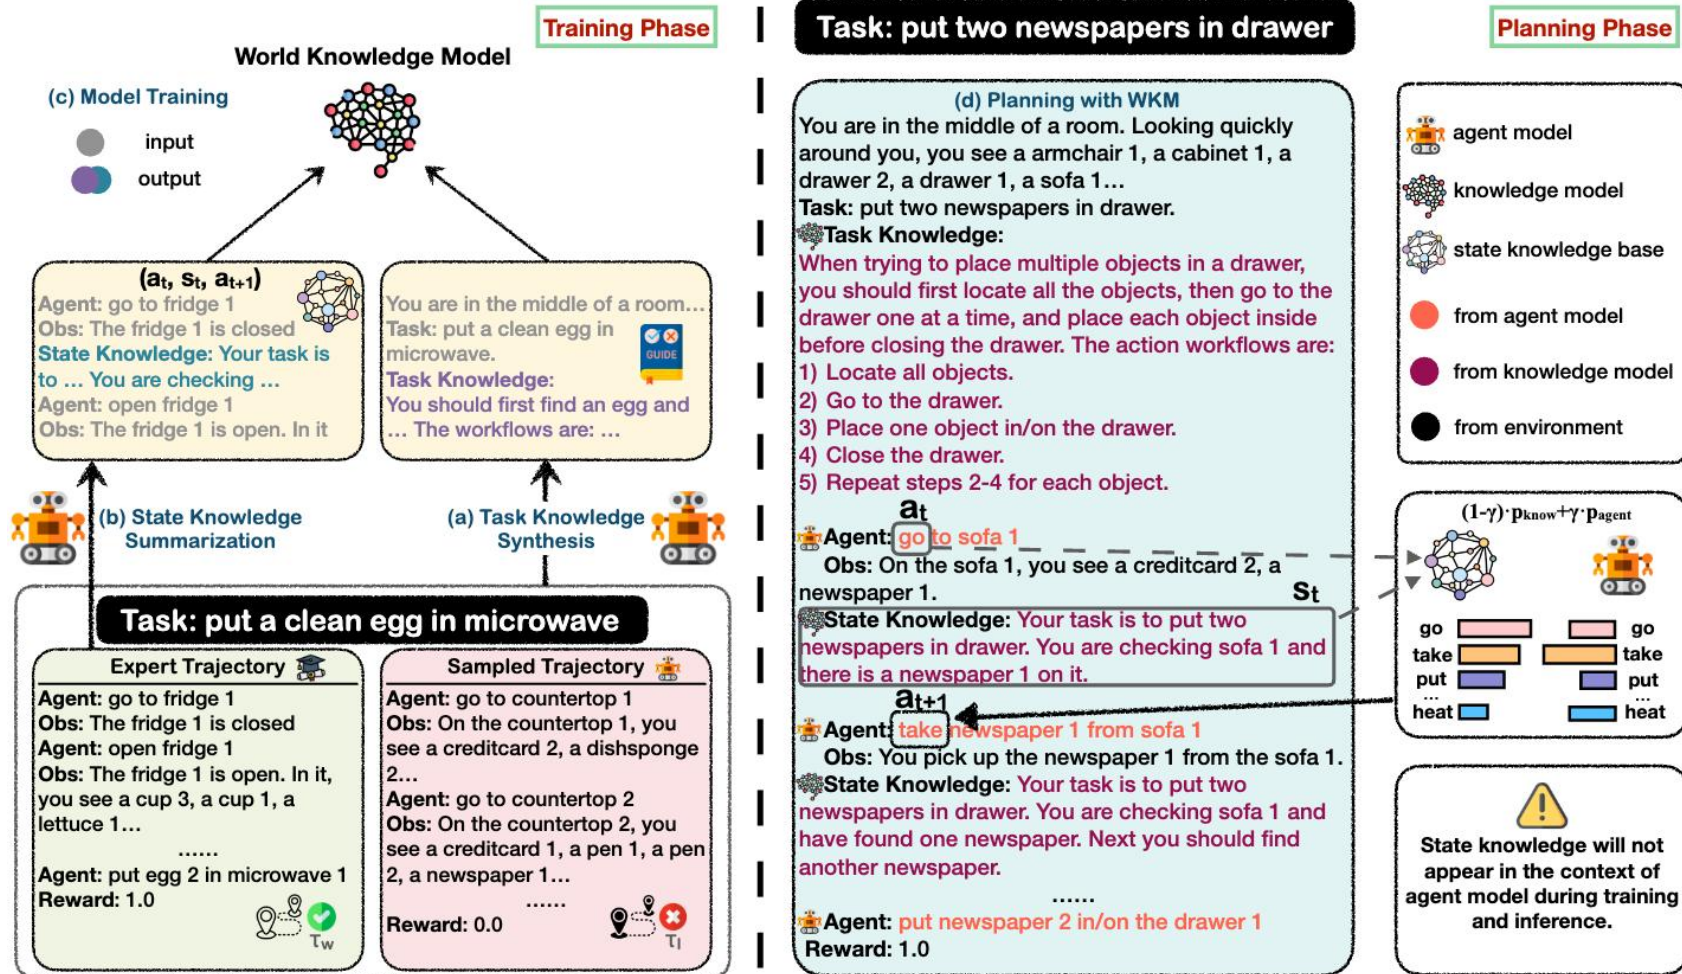 Training Phase
World Knowledge Model
(c) Model Training
input
output
(at, st, at+1)
Agent: go to fridge 1
Obs: The fridge 1 is closed
State Knowledge: Your task is
to ... You are checking ...
Agent: open fridge 1
Obs: The fridge 1 is open. In it
You are in the middle of a room...
Task: put a clean egg in
microwave.
GUIDE
Task Knowledge:
You should first find an egg and
... The workflows are: ...
(b) State Knowledge
Summarization
(a) Task Knowledge
Synthesis
Task: put a clean egg in microwave
Expert Trajectory
Agent: go to fridge 1
Obs: The fridge 1 is closed
Agent: open fridge 1
Obs: The fridge 1 is open. In it,
you see a cup 3, a cup 1, a
lettuce 1...
......
Agent: put egg 2 in microwave 1
Reward: 1.0
τw
Sampled Trajectory
Agent: go to countertop 1
Obs: On the countertop 1, you
see a creditcard 2, a dishsponge
2...
Agent: go to countertop 2
Obs: On the countertop 2, you
see a creditcard 1, a pen 1, a pen
2, a newspaper 1...
......
Reward: 0.0
τl
Task: put two newspapers in drawer
Planning Phase
(d) Planning with WKM
You are in the middle of a room. Looking quickly
around you, you see a armchair 1, a cabinet 1, a
drawer 2, a drawer 1, a sofa 1...
Task: put two newspapers in drawer.
Task Knowledge:
When trying to place multiple objects in a drawer,
you should first locate all the objects, then go to the
drawer one at a time, and place each object inside
before closing the drawer. The action workflows are:
1) Locate all objects.
2) Go to the drawer.
3) Place one object in/on the drawer.
4) Close the drawer.
5) Repeat steps 2-4 for each object.
at
Agent: go to sofa 1
Obs: On the sofa 1, you see a creditcard 2, a
newspaper 1.
st
State Knowledge: Your task is to put two
newspapers in drawer. You are checking sofa 1 and
there is a newspaper 1 on it.
at+1
Agent: take newspaper 1 from sofa 1
Obs: You pick up the newspaper 1 from the sofa 1.
State Knowledge: Your task is to put two
newspapers in drawer. You are checking sofa 1 and
have found one newspaper. Next you should find
another newspaper.
......
Agent: put newspaper 2 in/on the drawer 1
Reward: 1.0
agent model
knowledge model
state knowledge base
from agent model
from knowledge model
from environment
(1-γ)·pknow+γ·pagent
go go
take take
put put
... ...
heat heat
State knowledge will not
appear in the context of
agent model during training
and inference.